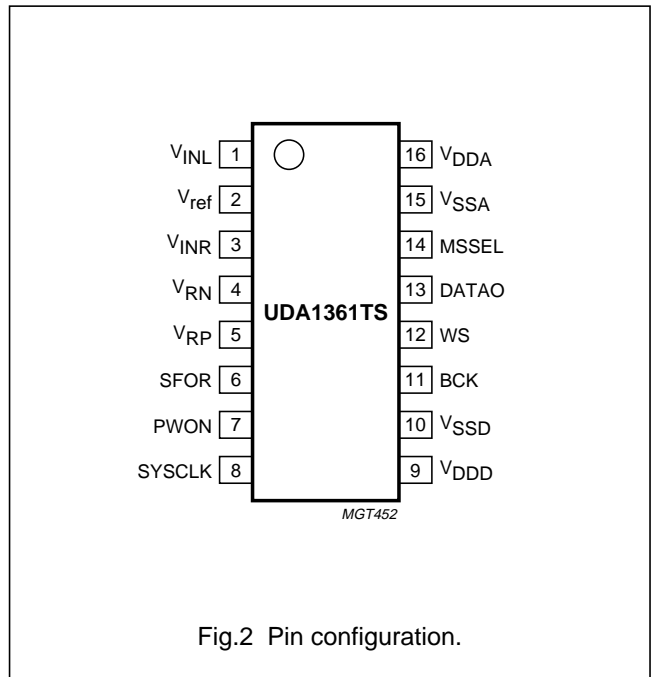 VINL 1 16 VDDA
Vref 2 15 VSSA
VINR 3 14 MSSEL
VRN 4 13 DATAO
UDA1361TS
VRP 5 12 WS
SFOR 6 11 BCK
PWON 7 10 VSSD
SYSCLK 8 9 VDDD
MGT452
Fig.2 Pin configuration.